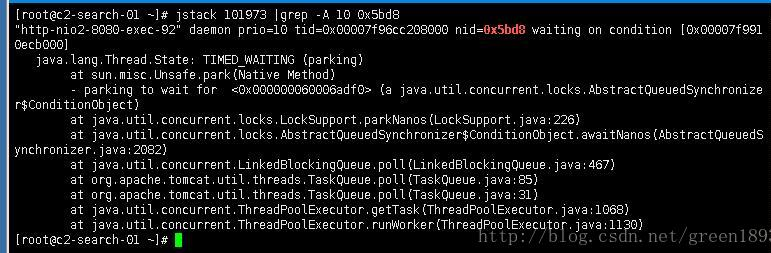 [root@c2-search-01 ~]# jstack 101973 |grep -A 10 0x5bd8
"http-nio2-8080-exec-92" daemon prio=10 tid=0x00007f96cc208000 nid=0x5bd8 waiting on condition [0x00007f991
0ecb000]
   java.lang.Thread.State: TIMED_WAITING (parking)
        at sun.misc.Unsafe.park(Native Method)
        - parking to wait for  <0x000000060006adf0> (a java.util.concurrent.locks.AbstractQueuedSynchronize
r$ConditionObject)
        at java.util.concurrent.locks.LockSupport.parkNanos(LockSupport.java:226)
        at java.util.concurrent.locks.AbstractQueuedSynchronizer$ConditionObject.awaitNanos(AbstractQueuedS
ynchronizer.java:2082)
        at java.util.concurrent.LinkedBlockingQueue.poll(LinkedBlockingQueue.java:467)
        at org.apache.tomcat.util.threads.TaskQueue.poll(TaskQueue.java:85)
        at org.apache.tomcat.util.threads.TaskQueue.poll(TaskQueue.java:31)
        at java.util.concurrent.ThreadPoolExecutor.getTask(ThreadPoolExecutor.java:1068)
        at java.util.concurrent.ThreadPoolExecutor.runWorker(ThreadPoolExecutor.java:1130)
[root@c2-search-01 ~]#
http://blog.csdn.net/green1893